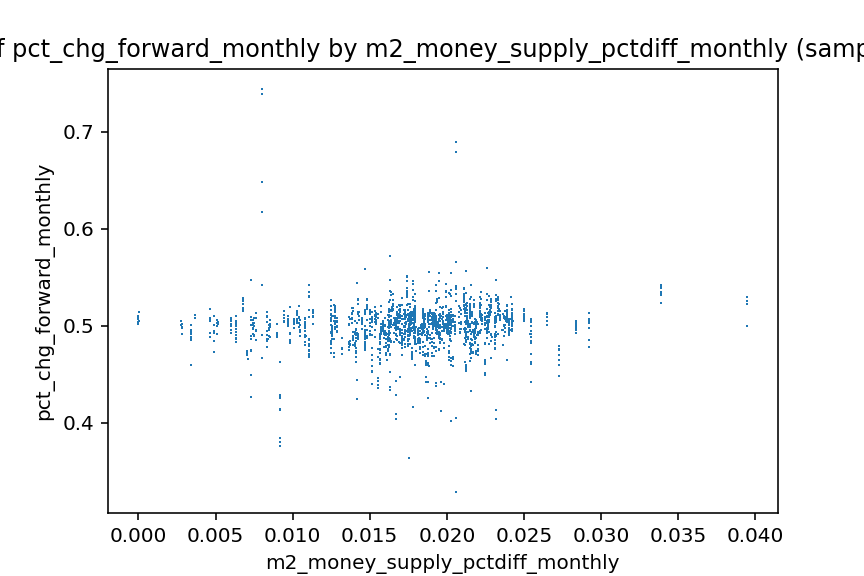 pct_chg_forward_monthly by m2_money_supply_pctdiff_monthly
0.7
0.6
0.5
0.4
pct_chg_forward_monthly
0.000 0.005 0.010 0.015 0.020 0.025 0.030 0.035 0.040
m2_money_supply_pctdiff_monthly